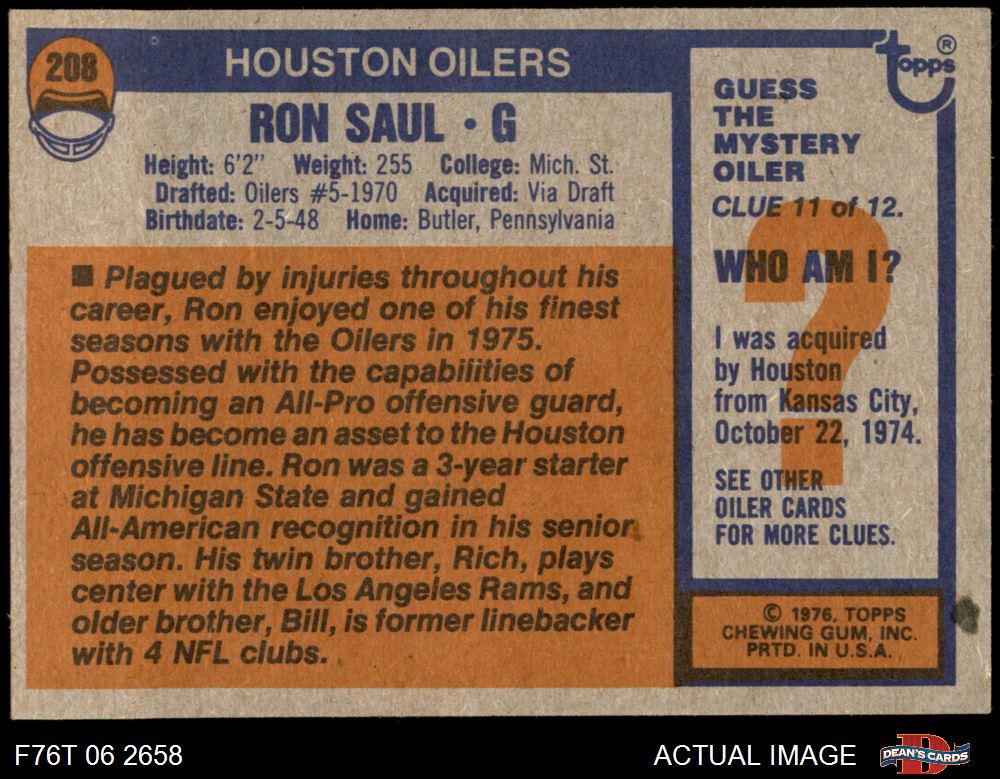 208
HOUSTON OILERS
RON SAUL • G
Height: 6'2" Weight: 255 College: Mich. St.
Drafted: Oilers #5-1970 Acquired: Via Draft
Birthdate: 2-5-48 Home: Butler, Pennsylvania
■ Plagued by injuries throughout his
career, Ron enjoyed one of his finest
seasons with the Oilers in 1975.
Possessed with the capabilities of
becoming an All-Pro offensive guard,
he has become an asset to the Houston
offensive line. Ron was a 3-year starter
at Michigan State and gained
All-American recognition in his senior
season. His twin brother, Rich, plays
center with the Los Angeles Rams, and
older brother, Bill, is former linebacker
with 4 NFL clubs.
Topps®
GUESS
THE
MYSTERY
OILER
CLUE 11 of 12.
WHO AM I?
?
I was acquired
by Houston
from Kansas City,
October 22, 1974.
SEE OTHER
OILER CARDS
FOR MORE CLUES.
© 1976, TOPPS
CHEWING GUM, INC.
PRTD. IN U.S.A.
F76T 06 2658
ACTUAL IMAGE
DEAN'S CARDS